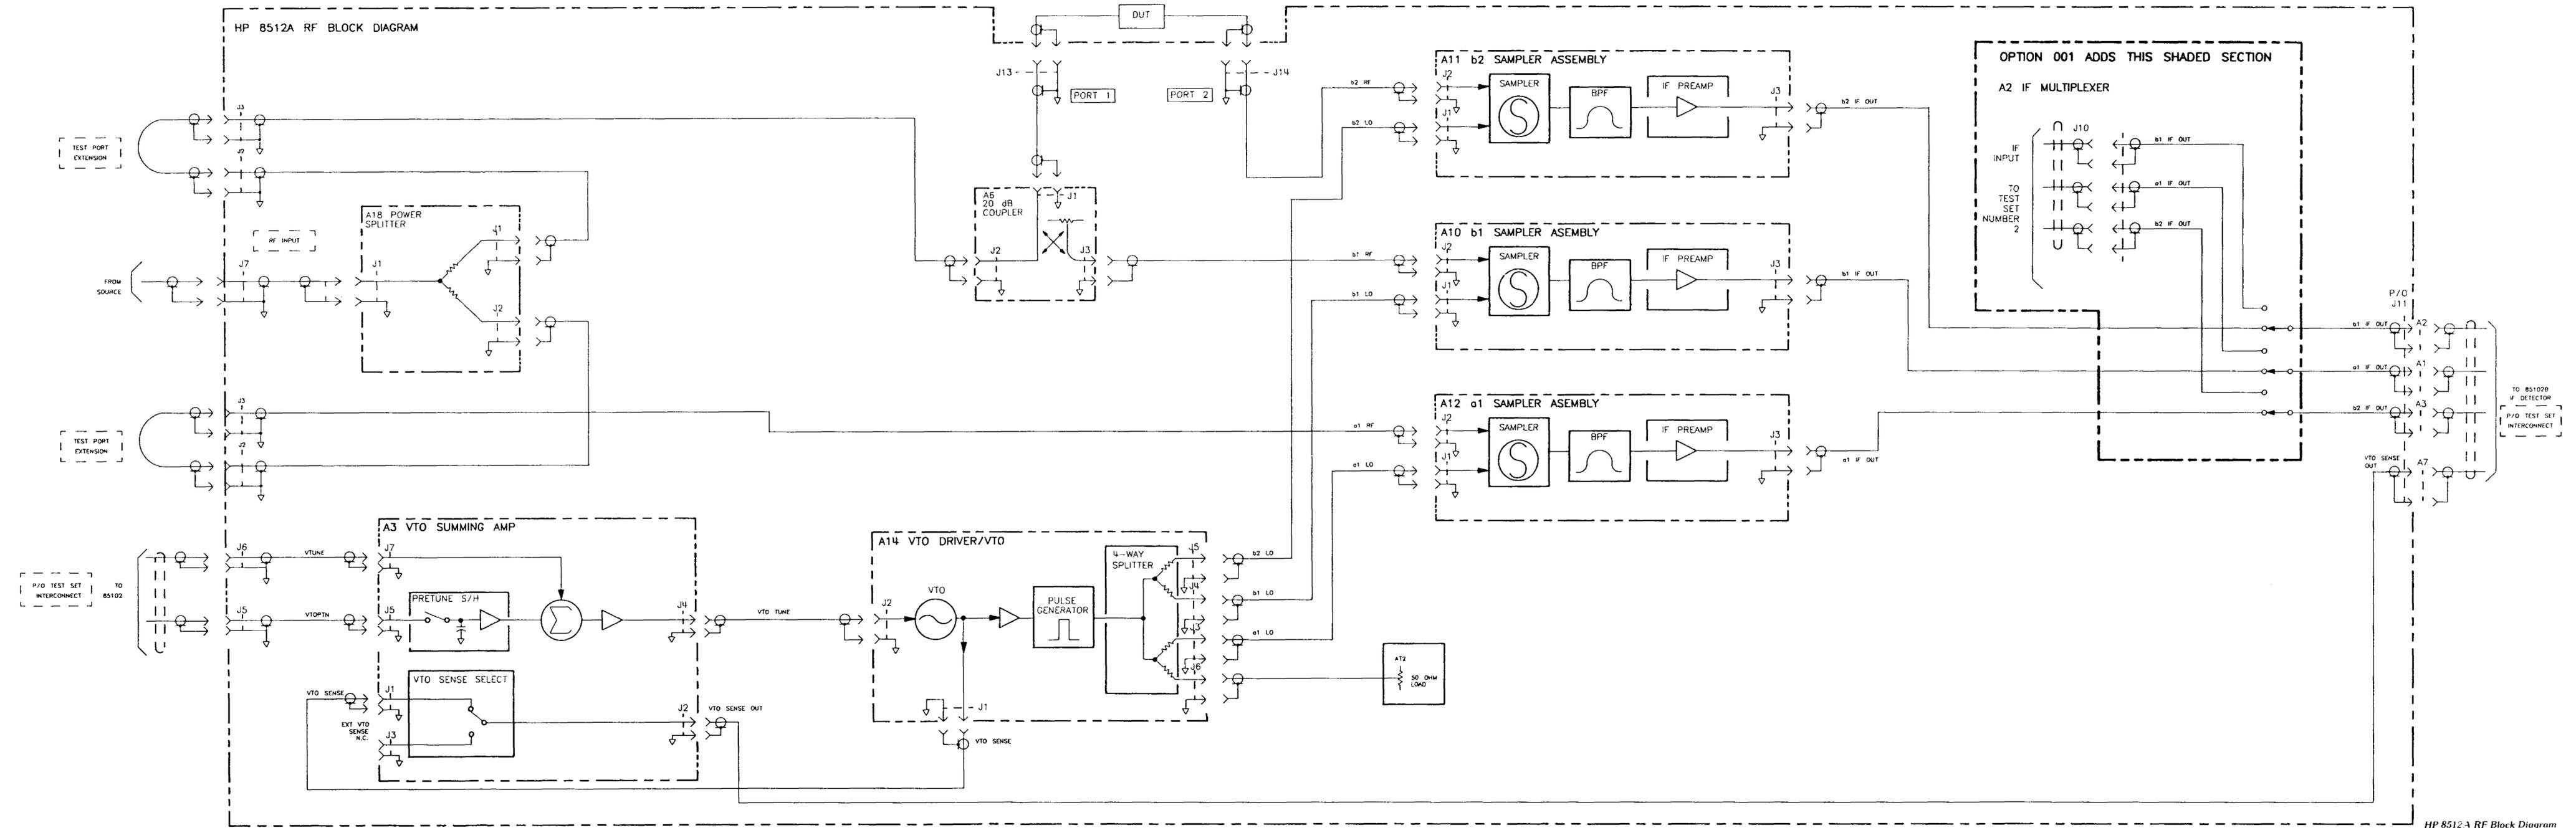 HP 8512A RF BLOCK DIAGRAM
DUT
J13
J14
PORT 1
PORT 2
TEST PORT
EXTENSION
J3
J2
A18 POWER
SPLITTER
J1
J1
J2
RF INPUT
J7
FROM
SOURCE
A6
20 dB
COUPLER
J1
J2
J3
TEST PORT
EXTENSION
J3
J2
b2 RF
b2 LO
A11 b2 SAMPLER ASSEMBLY
J2
J1
SAMPLER
BPF
IF PREAMP
J3
b2 IF OUT
b1 RF
b1 LO
A10 b1 SAMPLER ASEMBLY
J2
J1
SAMPLER
BPF
IF PREAMP
J3
b1 IF OUT
a1 RF
a1 LO
A12 a1 SAMPLER ASEMBLY
J2
J1
SAMPLER
BPF
IF PREAMP
J3
a1 IF OUT
OPTION 001 ADDS THIS SHADED SECTION
A2 IF MULTIPLEXER
J10
IF
INPUT
TO
TEST
SET
NUMBER
2
b1 IF OUT
a1 IF OUT
b2 IF OUT
P/O
J11
b1 IF OUT
A2
a1 IF OUT
A1
b2 IF OUT
A3
VTO SENSE
OUT
A7
TO 85102B
IF DETECTOR
P/O TEST SET
INTERCONNECT
P/O TEST SET
INTERCONNECT
TO
85102
J6
VTUNE
J5
VTOPTN
A3 VTO SUMMING AMP
J7
J5
PRETUNE S/H
Σ
J4
VTO TUNE
VTO SENSE SELECT
VTO SENSE
J1
EXT VTO
SENSE
N.C.
J3
J2
VTO SENSE OUT
A14 VTO DRIVER/VTO
J2
VTO
PULSE
GENERATOR
4-WAY
SPLITTER
J5
b2 LO
J4
b1 LO
J3
a1 LO
J6
J1
VTO SENSE
AT2
50 OHM
LOAD
HP 8512A RF Block Diagram